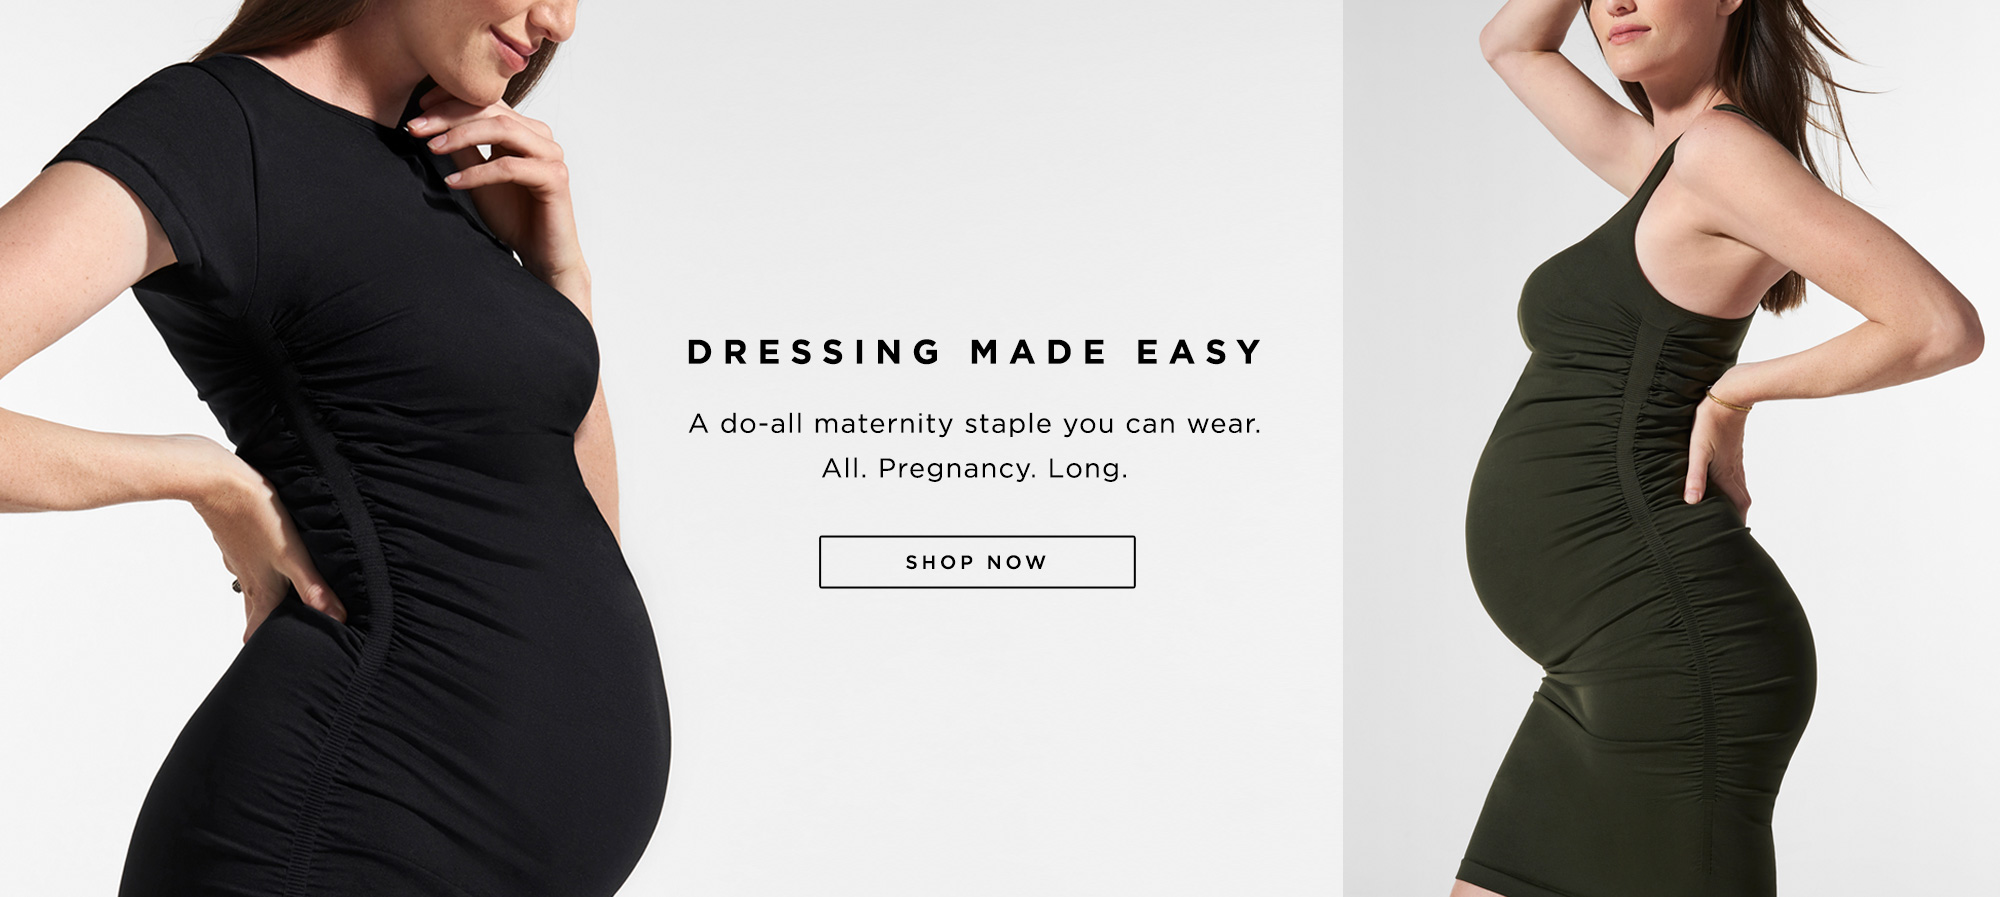 DRESSING MADE EASY
A do-all maternity staple you can wear.
All. Pregnancy. Long.
SHOP NOW